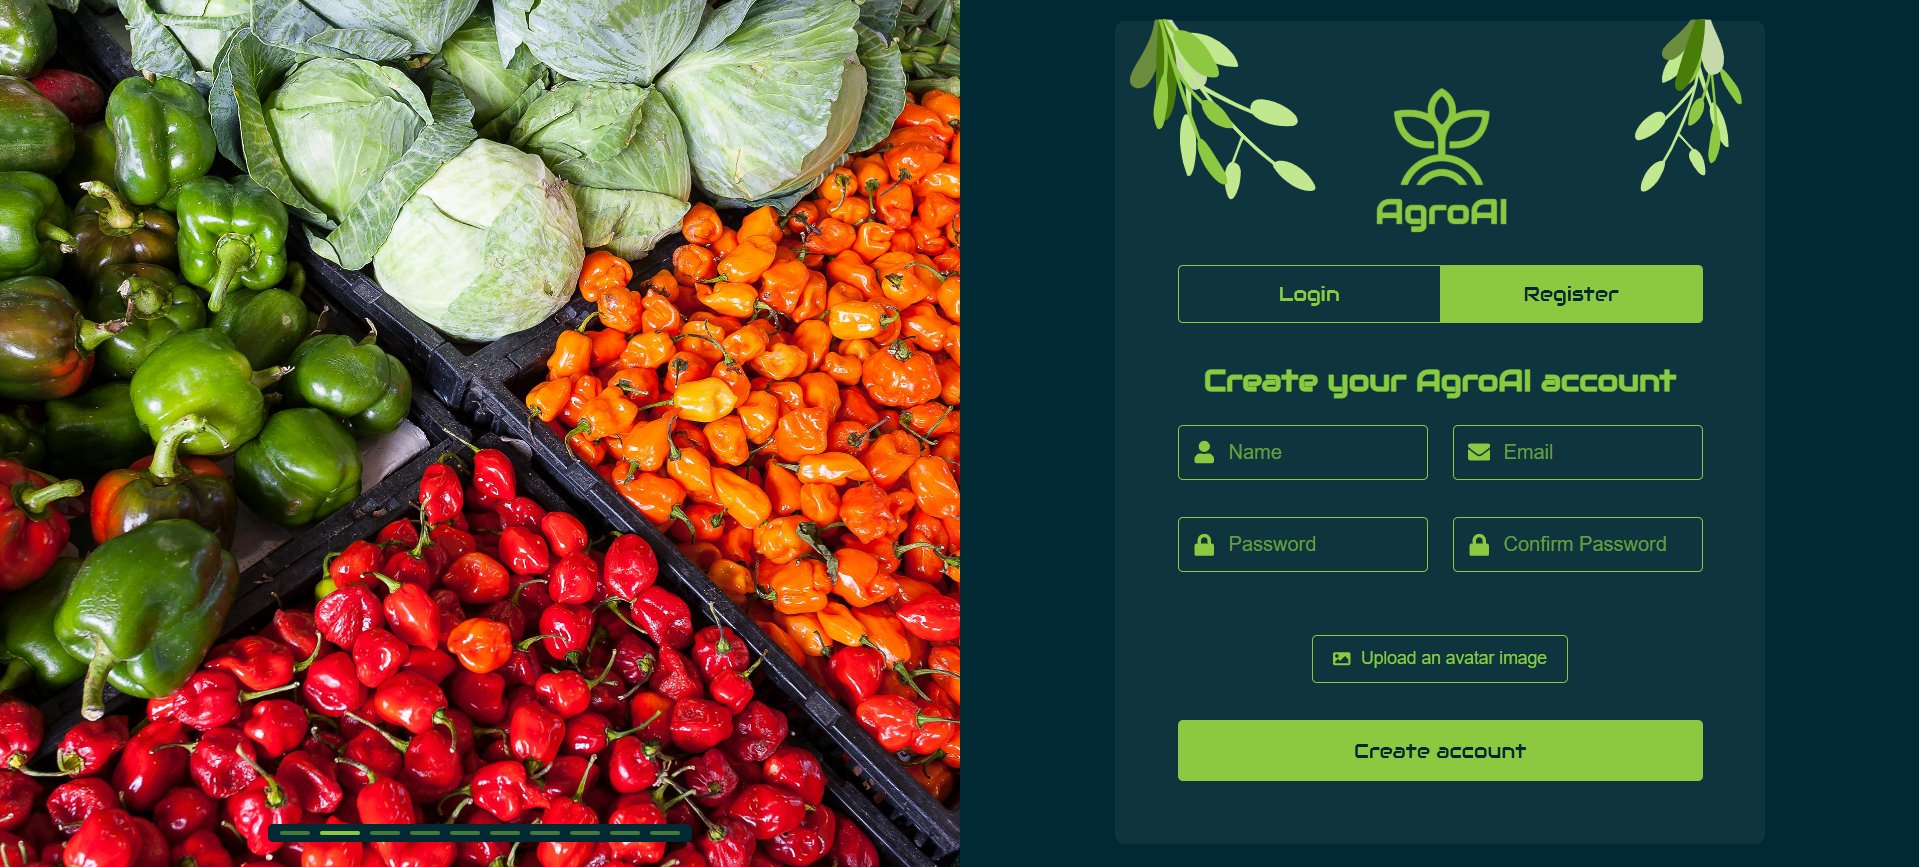 AgroAI
Login
Register
Create your AgroAI account
Name
Email
Password
Confirm Password
Upload an avatar image
Create account